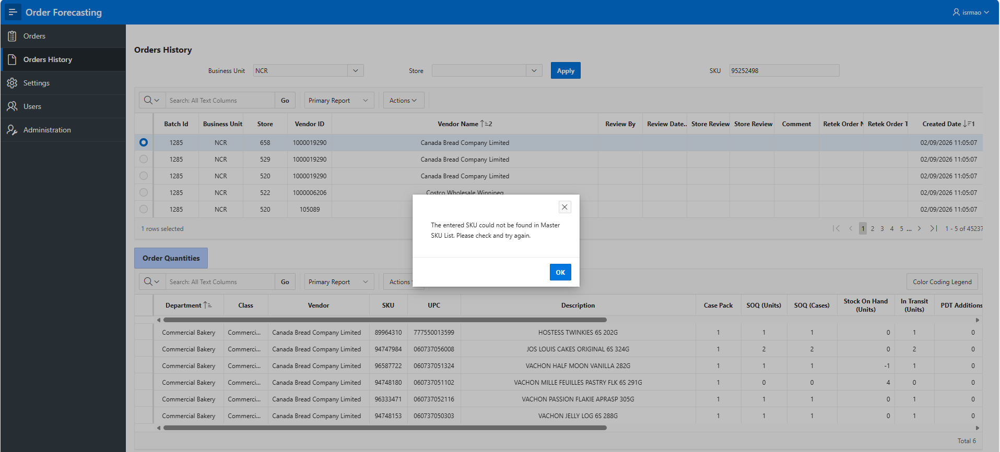 Order Forecasting
isrmao
Orders
Orders History
Settings
Users
Administration
Orders History
Business Unit NCR Store Apply SKU 95252498
Search: All Text Columns Go Primary Report Actions
Batch Id Business Unit Store Vendor ID Vendor Name 2 Review By Review Date.. Store Review Store Review Comment Retek Order N Retek Order T Created Date 1
1285 NCR 658 1000019290 Canada Bread Company Limited 02/09/2026 11:05:07
1285 NCR 529 1000019290 Canada Bread Company Limited 02/09/2026 11:05:07
1285 NCR 520 1000019290 Canada Bread Company Limited 02/09/2026 11:05:07
1285 NCR 522 1000006206 Costco Wholesale Winnipeg 02/09/2026 11:05:07
1285 NCR 520 105089 02/09/2026 11:05:07
1 rows selected
1 2 3 4 5 ... 1 - 5 of 45237
The entered SKU could not be found in Master
SKU List. Please check and try again.
OK
Order Quantities
Search: All Text Columns Go Primary Report Actions Color Coding Legend
Department Class Vendor SKU UPC Description Case Pack SOQ (Units) SOQ (Cases) Stock On Hand (Units) In Transit (Units) PDT Additions
Commercial Bakery Commerci... Canada Bread Company Limited 89964310 777550013599 HOSTESS TWINKIES 6S 202G 1 1 1 0 1 0
Commercial Bakery Commerci... Canada Bread Company Limited 94747984 060737056008 JOS LOUIS CAKES ORIGINAL 6S 324G 1 2 2 0 2 0
Commercial Bakery Commerci... Canada Bread Company Limited 96587722 060737051324 VACHON HALF MOON VANILLA 282G 1 1 1 -1 1 0
Commercial Bakery Commerci... Canada Bread Company Limited 94748180 060737051102 VACHON MILLE FEUILLES PASTRY FLK 6S 291G 1 0 0 4 0 0
Commercial Bakery Commerci... Canada Bread Company Limited 96333471 060737052116 VACHON PASSION FLAKIE APRASP 305G 1 1 1 0 1 0
Commercial Bakery Commerci... Canada Bread Company Limited 94748153 060737050303 VACHON JELLY LOG 6S 288G 1 1 1 0 1 0
Total 6